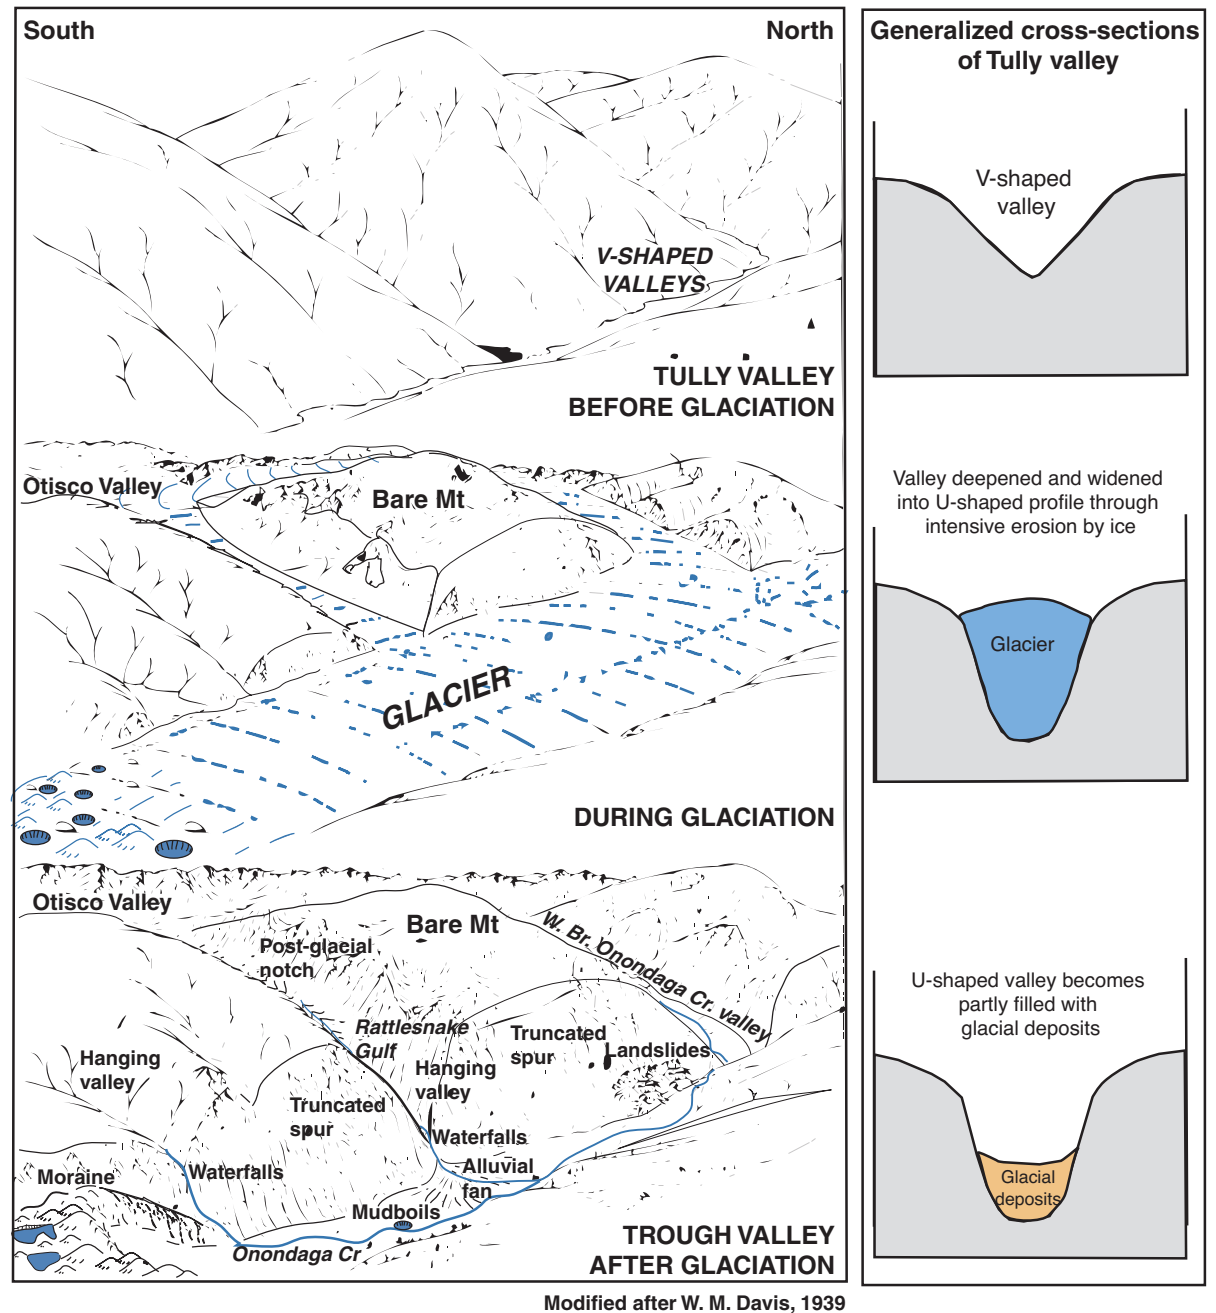 South
North
V-SHAPED
VALLEYS
TULLY VALLEY
BEFORE GLACIATION
Otisco Valley
Bare Mt
GLACIER
DURING GLACIATION
Otisco Valley
Bare Mt
W. Br. Onondaga Cr. valley
Post-glacial
notch
Rattlesnake
Gulf
Truncated
spur
Landslides
Hanging
valley
Hanging
valley
Truncated
spur
Waterfalls
Alluvial
fan
Waterfalls
Moraine
Mudboils
Onondaga Cr
TROUGH VALLEY
AFTER GLACIATION
Generalized cross-sections
of Tully valley
V-shaped
valley
Valley deepened and widened
into U-shaped profile through
intensive erosion by ice
Glacier
U-shaped valley becomes
partly filled with
glacial deposits
Glacial
deposits
Modified after W. M. Davis, 1939